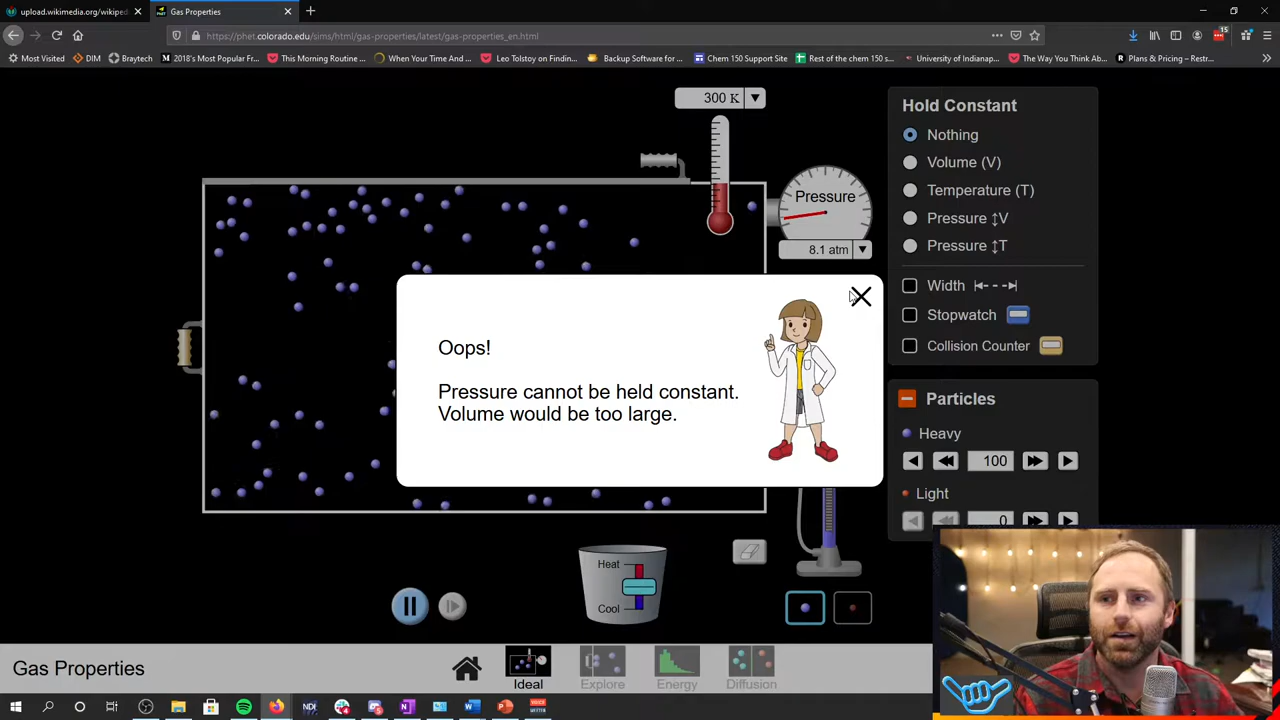 upload.wikimedia.org/wikiped
Gas Properties
https://phet.colorado.edu/sims/html/gas-properties/latest/gas-properties_en.html
15
Most Visited
DIM
Braytech
2018's Most Popular Fr...
This Morning Routine ...
When Your Time And ...
Leo Tolstoy on Findin...
Backup Software for ...
Chem 150 Support Site
Rest of the chem 150 s...
University of Indianap...
The Way You Think Ab...
Plans & Pricing – Restr...
300 K
Pressure
8.1 atm
Hold Constant
Nothing
Volume (V)
Temperature (T)
Pressure ↕V
Pressure ↕T
Width
Stopwatch
Collision Counter
Oops!
Pressure cannot be held constant.
Volume would be too large.
Particles
Heavy
100
Light
0
Heat
Cool
Gas Properties
Ideal
Explore
Energy
Diffusion